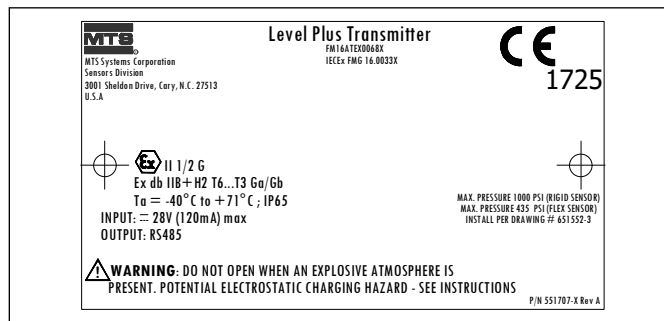 MTS
R
MTS Systems Corporation
Sensors Division
3001 Sheldon Drive, Cary, N.C. 27513
U.S.A
Level Plus Transmitter
FM16ATEX0068X
IECEx FMG 16.0033X
CE
1725
Ex II 1/2 G
Ex db IIB+H2 T6...T3 Ga/Gb
Ta = -40°C to +71°C ; IP65
INPUT: ⎓ 28V (120mA) max
OUTPUT: RS485
MAX. PRESSURE 1000 PSI (RIGID SENSOR)
MAX. PRESSURE 435 PSI (FLEX SENSOR)
INSTALL PER DRAWING # 651552-3
WARNING: DO NOT OPEN WHEN AN EXPLOSIVE ATMOSPHERE IS
PRESENT. POTENTIAL ELECTROSTATIC CHARGING HAZARD - SEE INSTRUCTIONS
P/N 551707-X Rev A